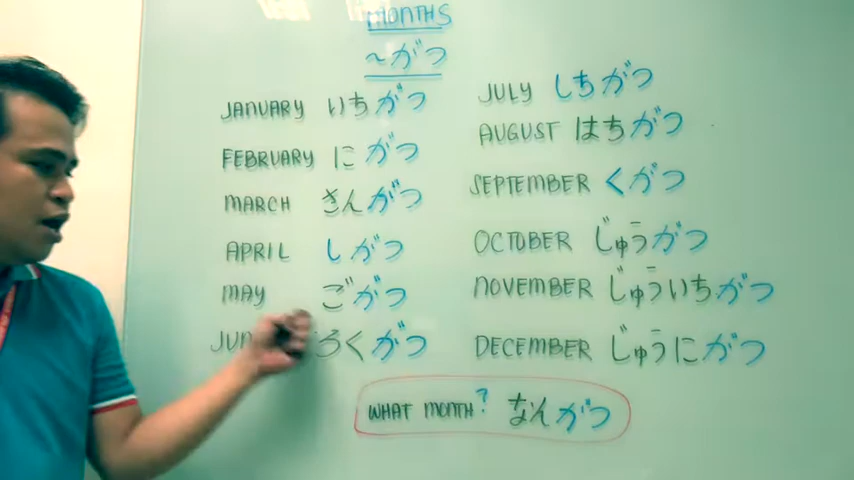 MONTHS
~がつ
JANUARY いちがつ
FEBRUARY にがつ
MARCH さんがつ
APRIL しがつ
MAY ごがつ
ろくがつ
JULY しちがつ
AUGUST はちがつ
SEPTEMBER くがつ
OCTOBER じゅうがつ
NOVEMBER じゅういちがつ
DECEMBER じゅうにがつ
WHAT MONTH? なんがつ